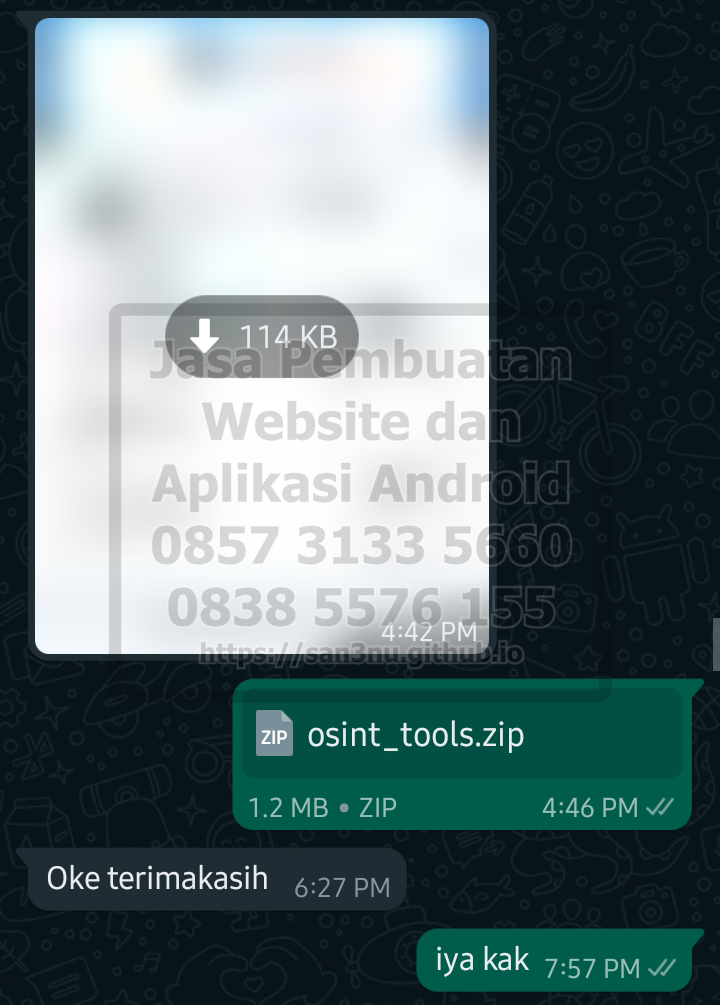 114 KB
Jasa Pembuatan
Website dan
Aplikasi Android
0857 3133 5660
0838 5576 155
4:42 PM
https://san3nu.github.io
ZIP
osint_tools.zip
1.2 MB • ZIP 4:46 PM
Oke terimakasih 6:27 PM
iya kak 7:57 PM